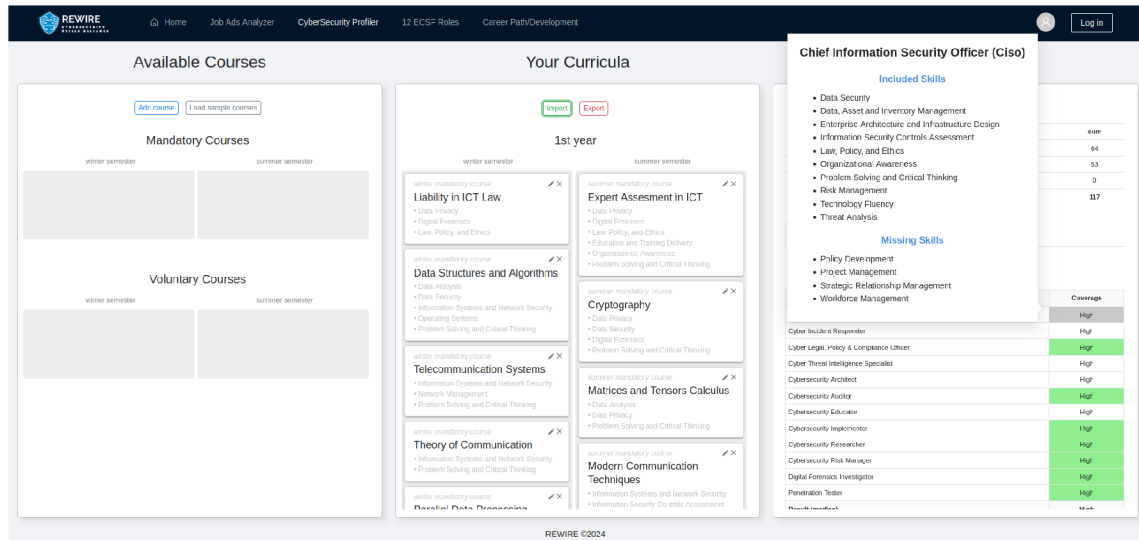 REWIRE
CYBERSECURITY
SKILLS ALLIANCE
Home
Job Ads Analyzer
CyberSecurity Profiler
12 ECSF Roles
Career Path/Development
Log in
Available Courses
Add course
Load sample courses
Mandatory Courses
winter semester
summer semester
Voluntary Courses
winter semester
summer semester
Your Curricula
Import
Export
1st year
winter semester
summer semester
winter mandatory course
Liability in ICT Law
• Data Privacy
• Digital Forensics
• Law, Policy, and Ethics
winter mandatory course
Data Structures and Algorithms
• Data Analysis
• Data Security
• Information Systems and Network Security
• Operating Systems
• Problem Solving and Critical Thinking
winter mandatory course
Telecommunication Systems
• Information Systems and Network Security
• Network Management
• Problem Solving and Critical Thinking
winter mandatory course
Theory of Communication
• Information Systems and Network Security
• Problem Solving and Critical Thinking
winter mandatory course
Parallel Data Processing
summer mandatory course
Expert Assesment in ICT
• Data Privacy
• Digital Forensics
• Law, Policy, and Ethics
• Education and Training Delivery
• Organizational Awareness
• Problem Solving and Critical Thinking
summer mandatory course
Cryptography
• Data Privacy
• Data Security
• Digital Forensics
• Problem Solving and Critical Thinking
summer mandatory course
Matrices and Tensors Calculus
• Data Analysis
• Data Privacy
• Problem Solving and Critical Thinking
summer mandatory course
Modern Communication
Techniques
• Information Systems and Network Security
• Information Security Controls Assessment
Chief Information Security Officer (Ciso)
Included Skills
• Data Security
• Data, Asset and Inventory Management
• Enterprise Architecture and Infrastructure Design
• Information Security Controls Assessment
• Law, Policy, and Ethics
• Organizational Awareness
• Problem Solving and Critical Thinking
• Risk Management
• Technology Fluency
• Threat Analysis
Missing Skills
• Policy Development
• Project Management
• Strategic Relationship Management
• Workforce Management
sum
64
53
0
117
Coverage
High
Cyber Incident Responder High
Cyber Legal, Policy & Compliance Officer High
Cyber Threat Intelligence Specialist High
Cybersecurity Architect High
Cybersecurity Auditor High
Cybersecurity Educator High
Cybersecurity Implementor High
Cybersecurity Researcher High
Cybersecurity Risk Manager High
Digital Forensics Investigator High
Penetration Tester High
Result (median) High
REWIRE ©2024